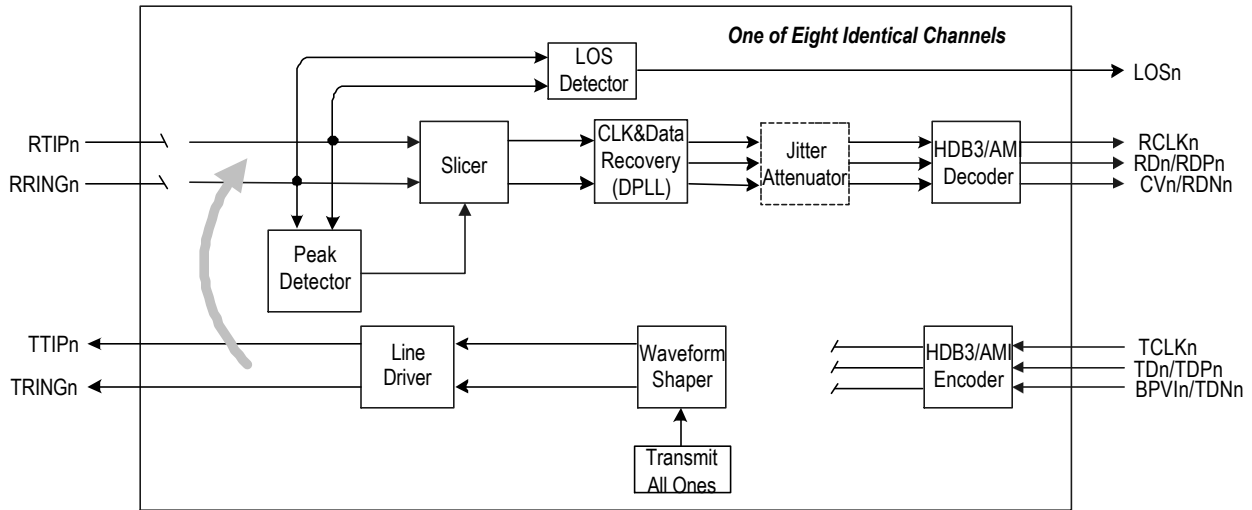 One of Eight Identical Channels
LOS
Detector
LOSn
RTIPn
RRINGn
Slicer
CLK&Data
Recovery
(DPLL)
Jitter
Attenuator
HDB3/AMI
Decoder
RCLKn
RDn/RDPn
CVn/RDNn
Peak
Detector
TTIPn
TRINGn
Line
Driver
Waveform
Shaper
HDB3/AMI
Encoder
TCLKn
TDn/TDPn
BPVIn/TDNn
Transmit
All Ones